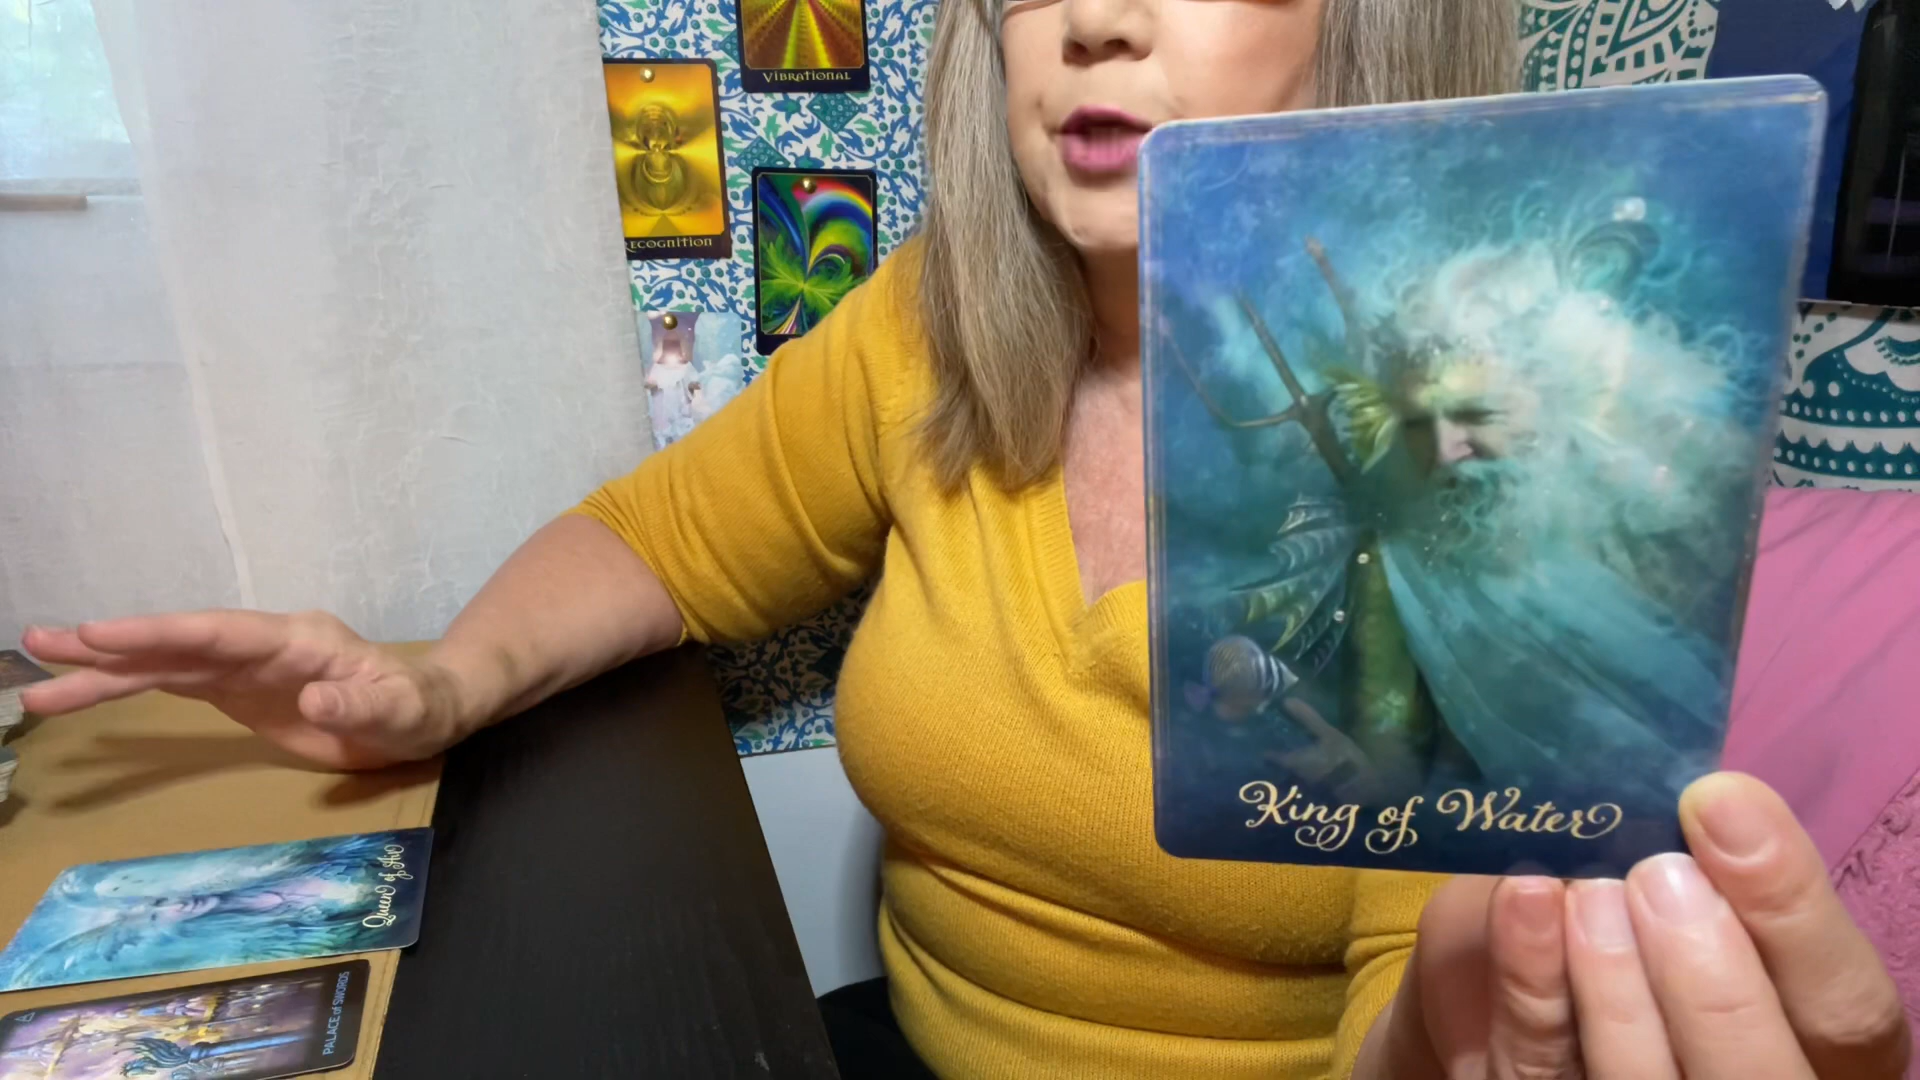 VIBRATIONAL
RECOGNITION
King of Water
Queen of Air
PALACE of SWORDS